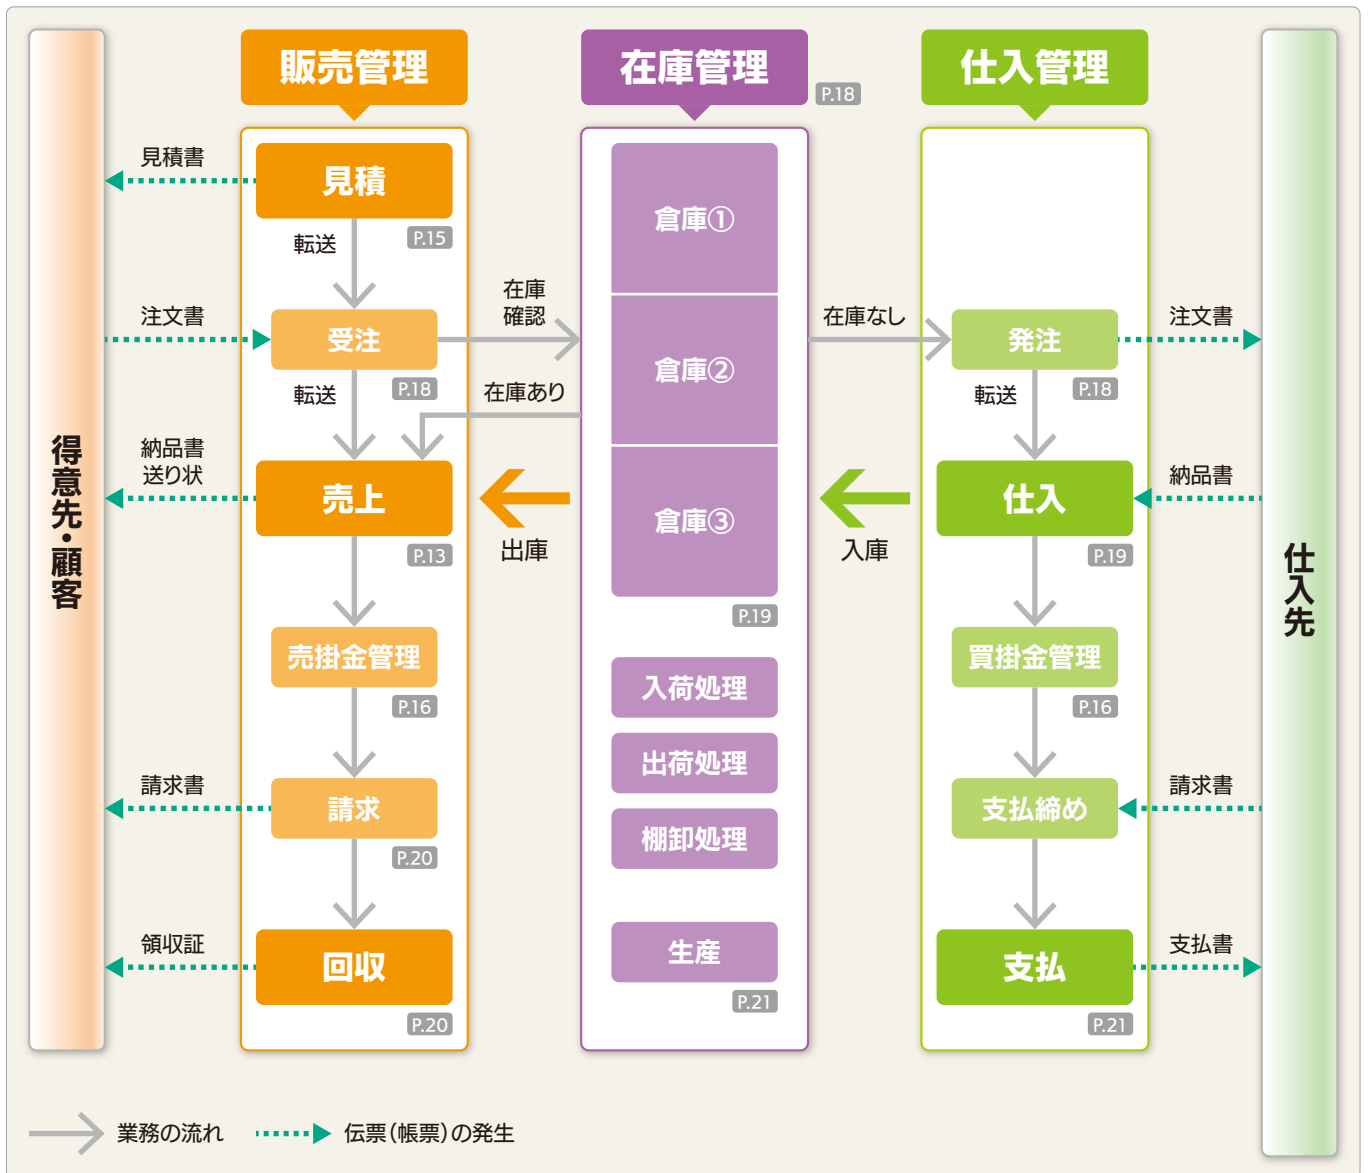 販売管理
在庫管理
P.18
仕入管理
得意先・顧客
見積書
見積
P.15
転送
注文書
受注
P.18
転送
在庫
確認
在庫あり
納品書
送り状
売上
P.13
出庫
売掛金管理
P.16
請求書
請求
P.20
領収証
回収
P.20
倉庫①
倉庫②
倉庫③
P.19
入荷処理
出荷処理
棚卸処理
生産
P.21
在庫なし
発注
P.18
注文書
転送
入庫
仕入
P.19
納品書
買掛金管理
P.16
支払締め
請求書
支払
P.21
支払書
仕入先
業務の流れ
伝票（帳票）の発生